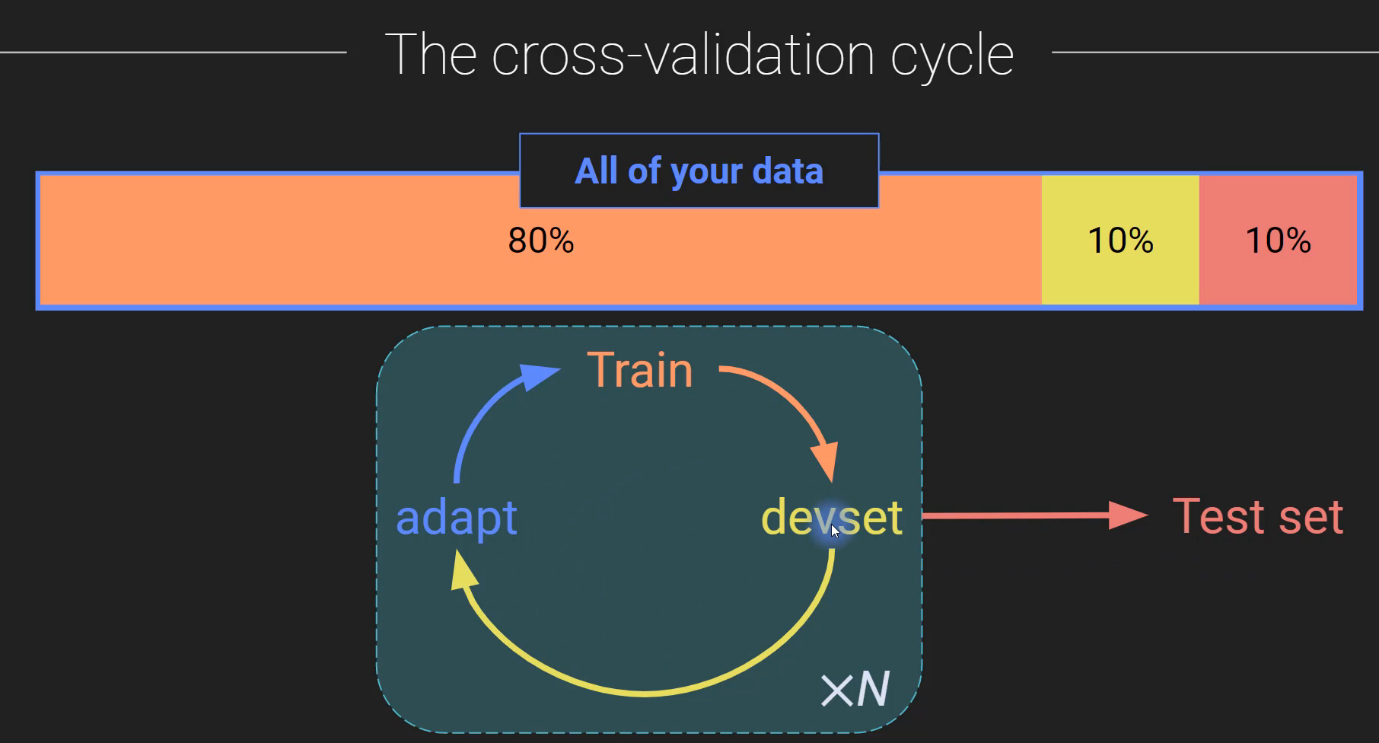 The cross-validation cycle
All of your data
80%
10%
10%
Train
adapt
devset
Test set
×N